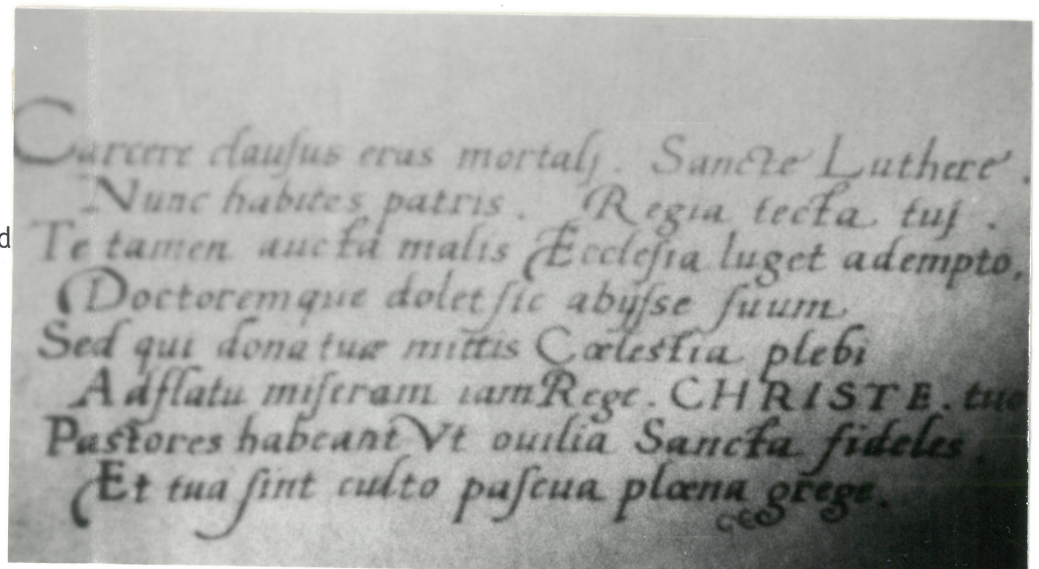 Carcere clauſus eras mortalj. Sancte Luthere.
Nunc habites patris. Regia tecta tuj.
Te tamen aucta malis Eccleſia luget adempto,
Doctoremque dolet ſic abyſſe ſuum
Sed qui dona tuæ mittis Cœleſtia plebi
Adflatu miſeram iam Rege. CHRISTE. tuo
Paſtores habeant Vt ouilia Sancta fideles.
Et tua ſint culto paſcua plœna grege.
d